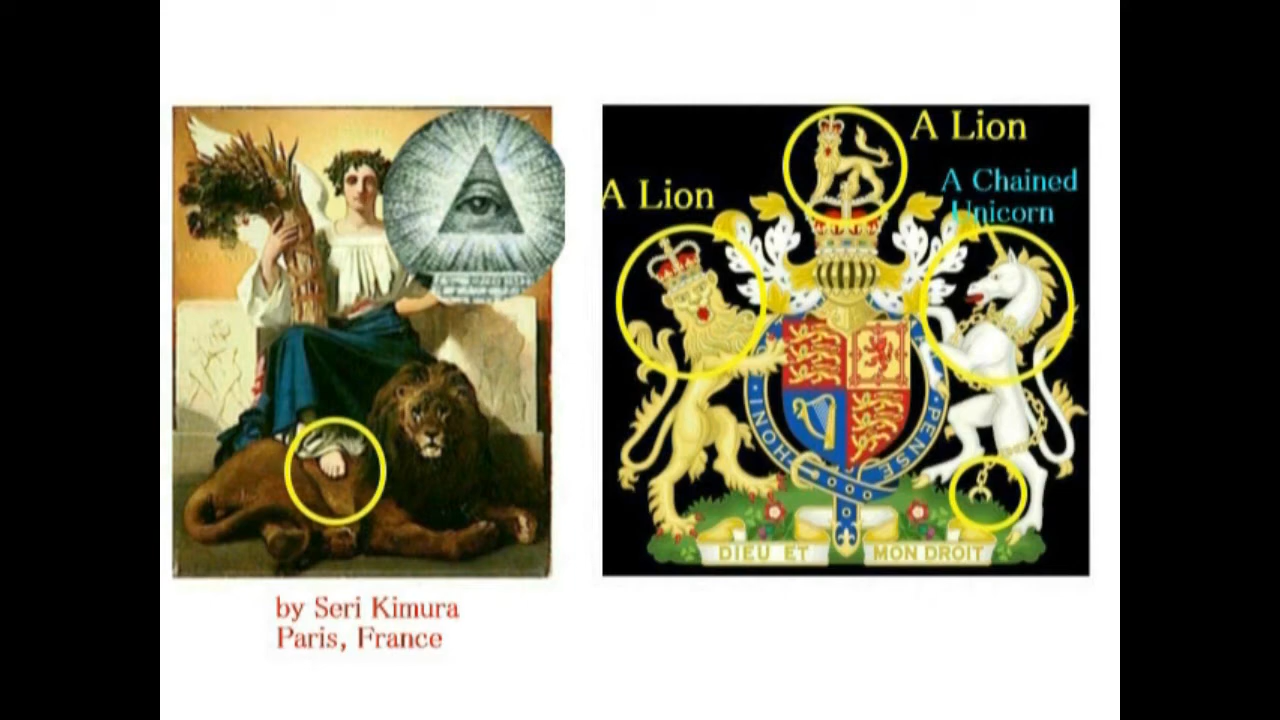 A Lion
A Lion
A Chained
Unicorn
HONI
PENSE
DIEU ET MON DROIT
by Seri Kimura
Paris, France